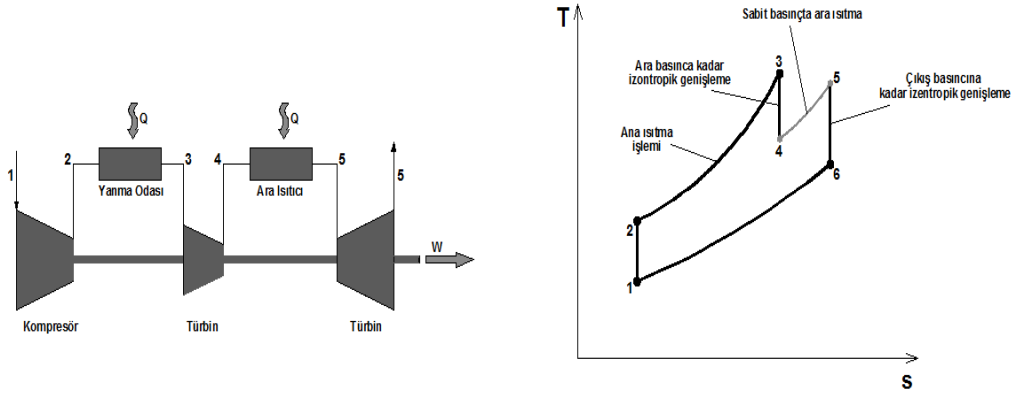 Q
Q
1
2
3
4
5
5
Yanma Odası
Ara Isıtıcı
W
Kompresör
Türbin
Türbin
T
Sabit basınçta ara ısıtma
Ara basınca kadar
izontropik genişleme
3
5
Çıkış basıncına
kadar izentropik genişleme
Ana ısıtma
işlemi
4
6
2
1
S